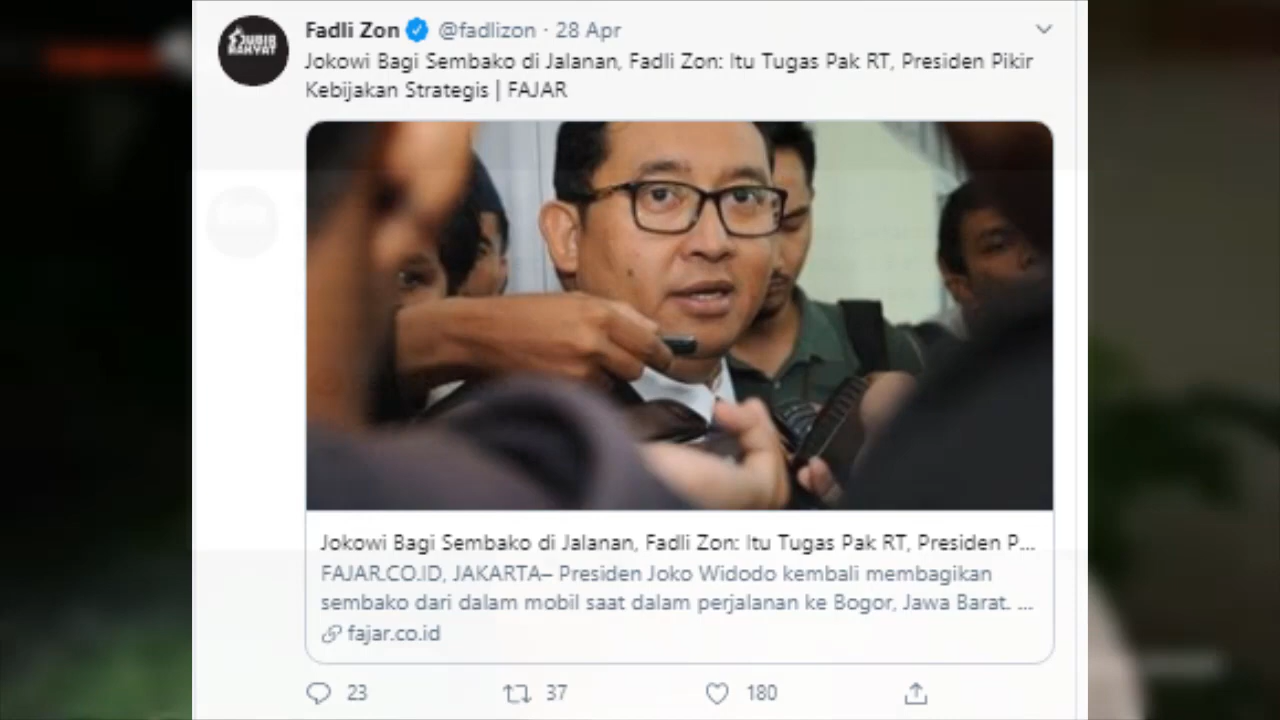 JUBIR
RAKYAT
Fadli Zon @fadlizon · 28 Apr
Jokowi Bagi Sembako di Jalanan, Fadli Zon: Itu Tugas Pak RT, Presiden Pikir
Kebijakan Strategis | FAJAR
Jokowi Bagi Sembako di Jalanan, Fadli Zon: Itu Tugas Pak RT, Presiden P...
FAJAR.CO.ID, JAKARTA– Presiden Joko Widodo kembali membagikan
sembako dari dalam mobil saat dalam perjalanan ke Bogor, Jawa Barat. ...
fajar.co.id
23 37 180